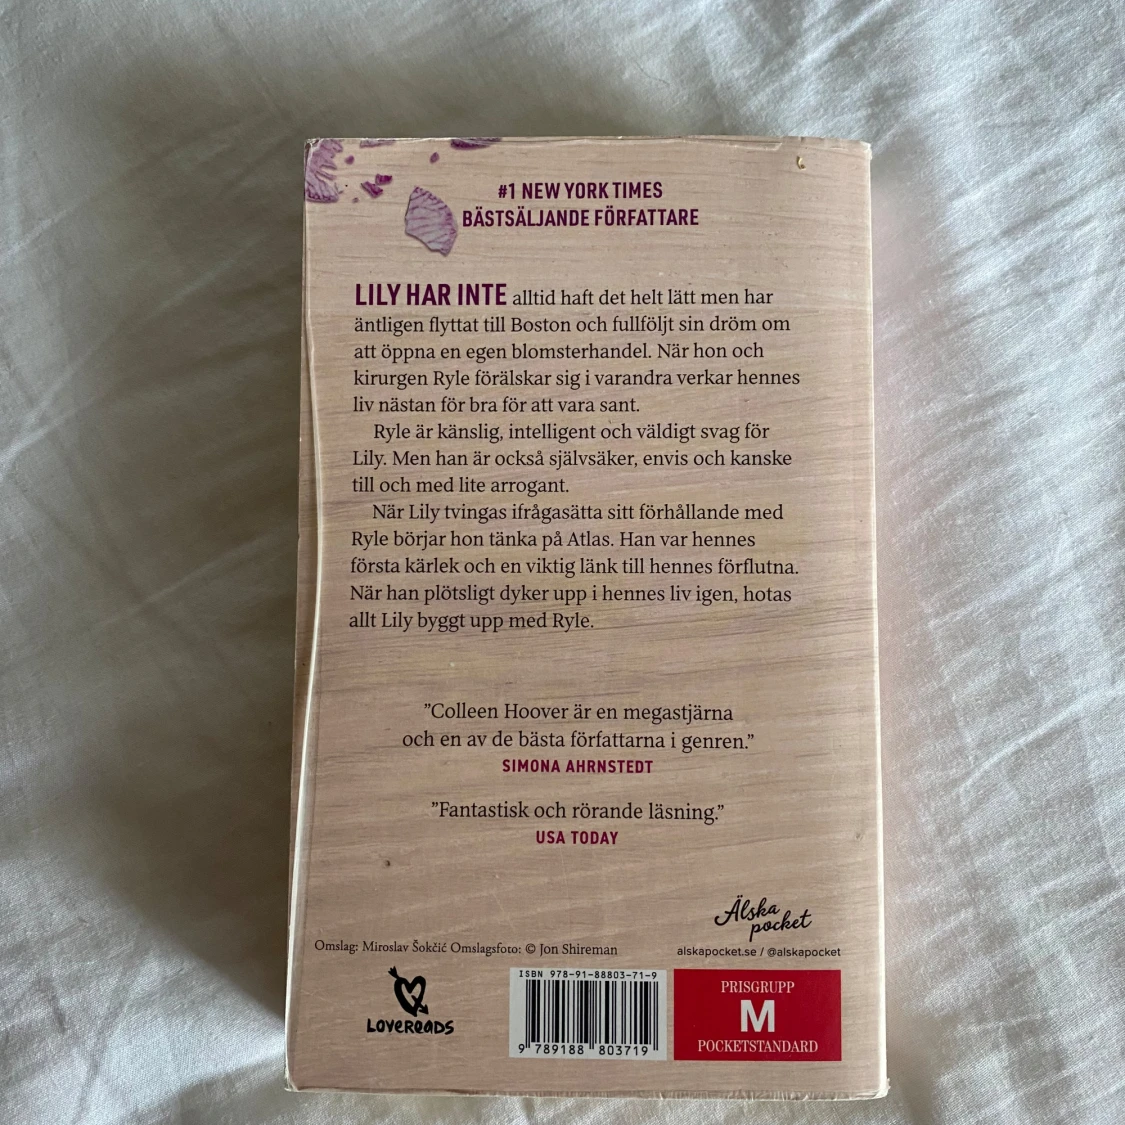 #1 NEW YORK TIMES
BÄSTSÄLJANDE FÖRFATTARE
LILY HAR INTE alltid haft det helt lätt men har
äntligen flyttat till Boston och fullföljt sin dröm om
att öppna en egen blomsterhandel. När hon och
kirurgen Ryle förälskar sig i varandra verkar hennes
liv nästan för bra för att vara sant.
Ryle är känslig, intelligent och väldigt svag för
Lily. Men han är också självsäker, envis och kanske
till och med lite arrogant.
När Lily tvingas ifrågasätta sitt förhållande med
Ryle börjar hon tänka på Atlas. Han var hennes
första kärlek och en viktig länk till hennes förflutna.
När han plötsligt dyker upp i hennes liv igen, hotas
allt Lily byggt upp med Ryle.
”Colleen Hoover är en megastjärna
och en av de bästa författarna i genren.”
SIMONA AHRNSTEDT
”Fantastisk och rörande läsning.”
USA TODAY
Älska
pocket
alskapocket.se / @alskapocket
Omslag: Miroslav Šokčić Omslagsfoto: © Jon Shireman
LOVEREADS
ISBN 978-91-88803-71-9
9 789188 803719
PRISGRUPP
M
POCKETSTANDARD